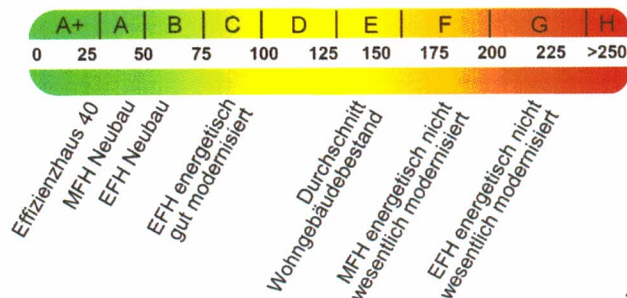 A+ A B C D E F G H
0 25 50 75 100 125 150 175 200 225 >250
Effizienzhaus 40
MFH Neubau
EFH Neubau
EFH energetisch
gut modernisiert
Durchschnitt
Wohngebäudebestand
MFH energetisch nicht
wesentlich modernisiert
EFH energetisch nicht
wesentlich modernisiert